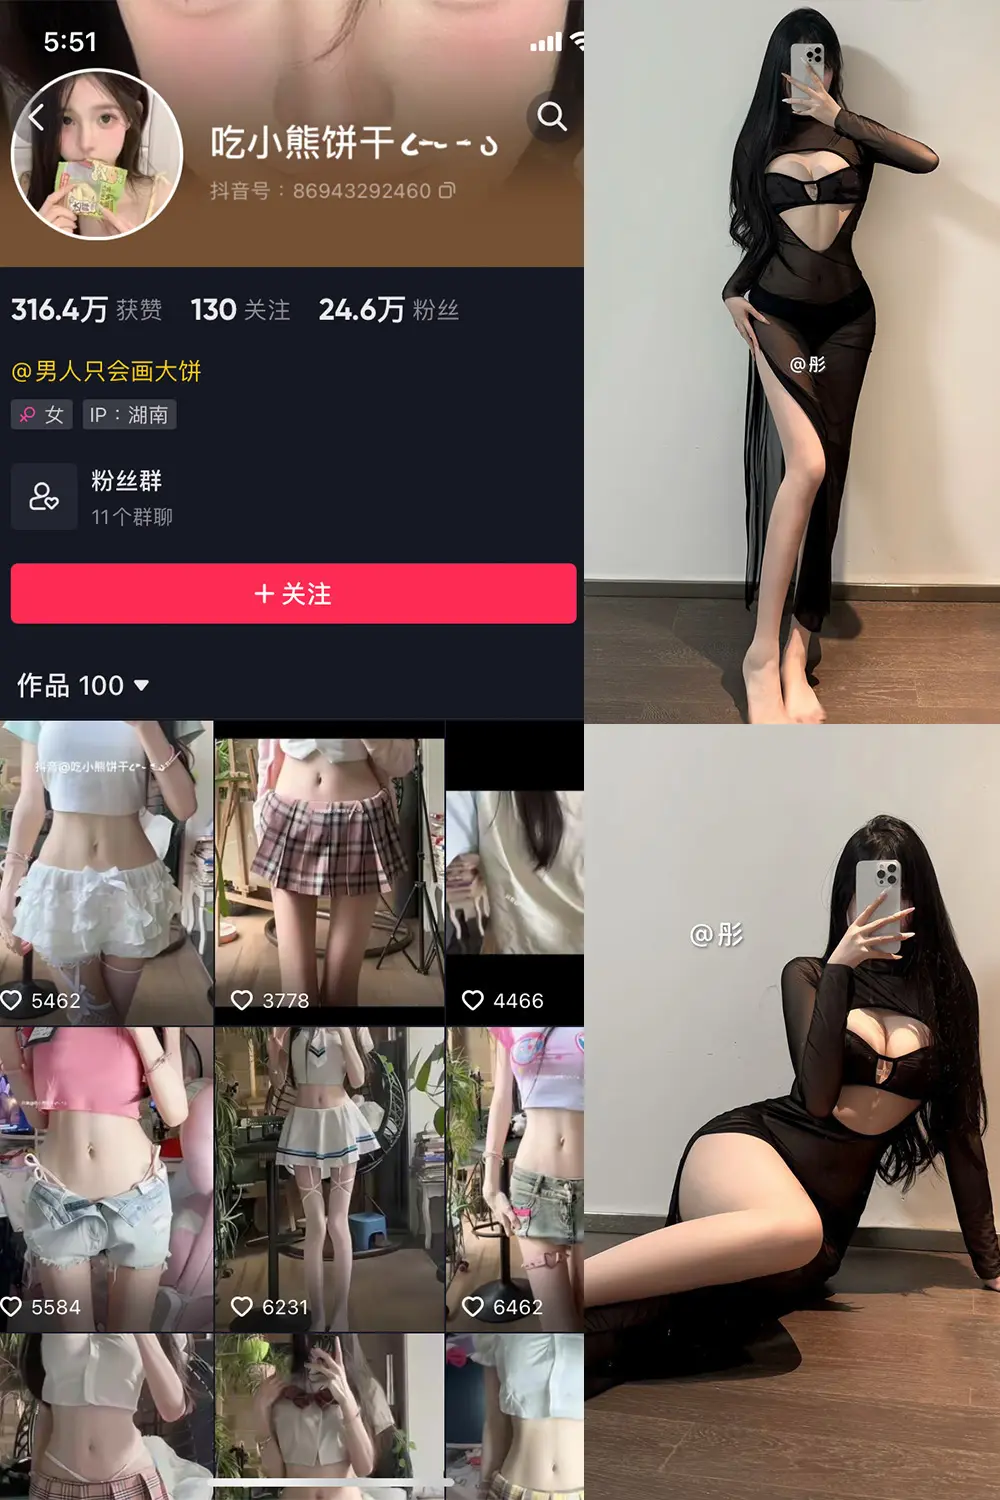 5:51
吃小熊饼干
抖音号：86943292460
316.4万 获赞 130 关注 24.6万 粉丝
@男人只会画大饼
女 IP：湖南
粉丝群
11个群聊
+ 关注
作品 100
抖音@吃小熊饼干
5462
3778
4466
5584
6231
6462
@彤
@彤